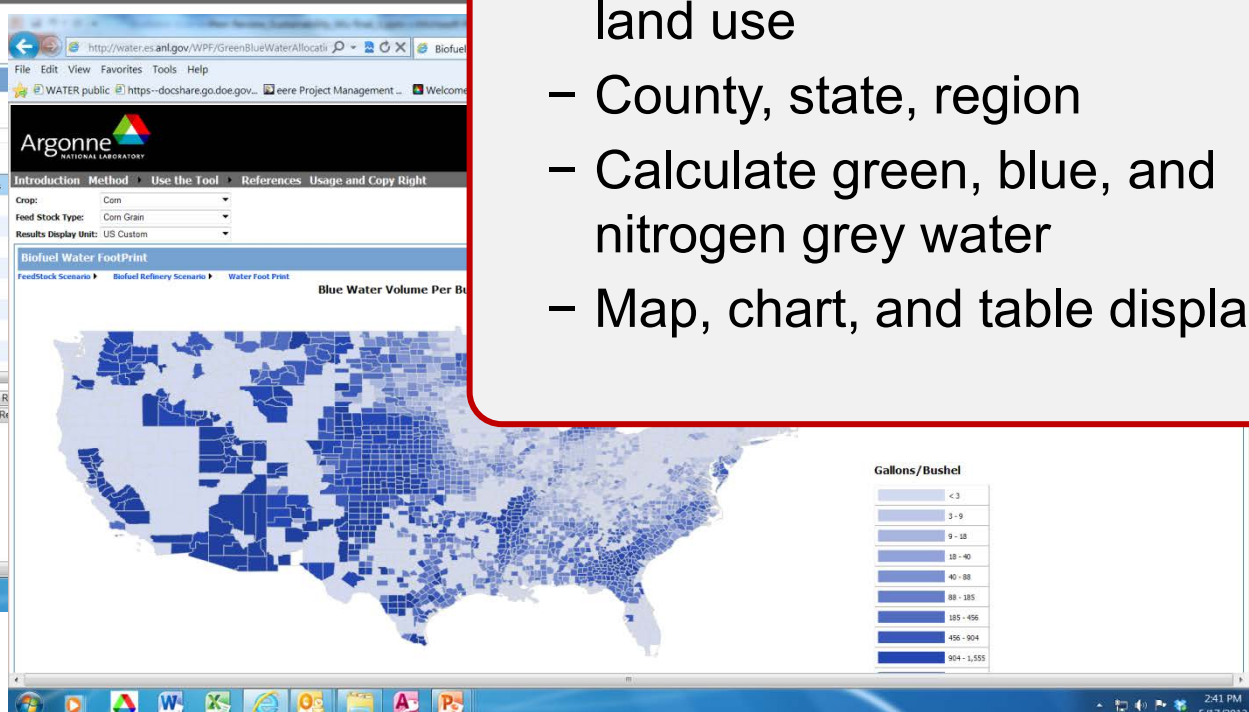 land use
– County, state, region
– Calculate green, blue, and
nitrogen grey water
– Map, chart, and table displa
http://water.es.anl.gov/WPF/GreenBlueWaterAllocati
Biofuel
File Edit View Favorites Tools Help
WATER public https--docshare.go.doe.gov... eere Project Management ... Welcome
Argonne
NATIONAL LABORATORY
Introduction Method Use the Tool References Usage and Copy Right
Crop: Corn
Feed Stock Type: Corn Grain
Results Display Unit: US Custom
Biofuel Water FootPrint
FeedStock Scenario Biofuel Refinery Scenario Water Foot Print
Blue Water Volume Per Bu
Gallons/Bushel
< 3
3 - 9
9 - 18
18 - 40
40 - 88
88 - 185
185 - 456
456 - 904
904 - 1,555
2:41 PM